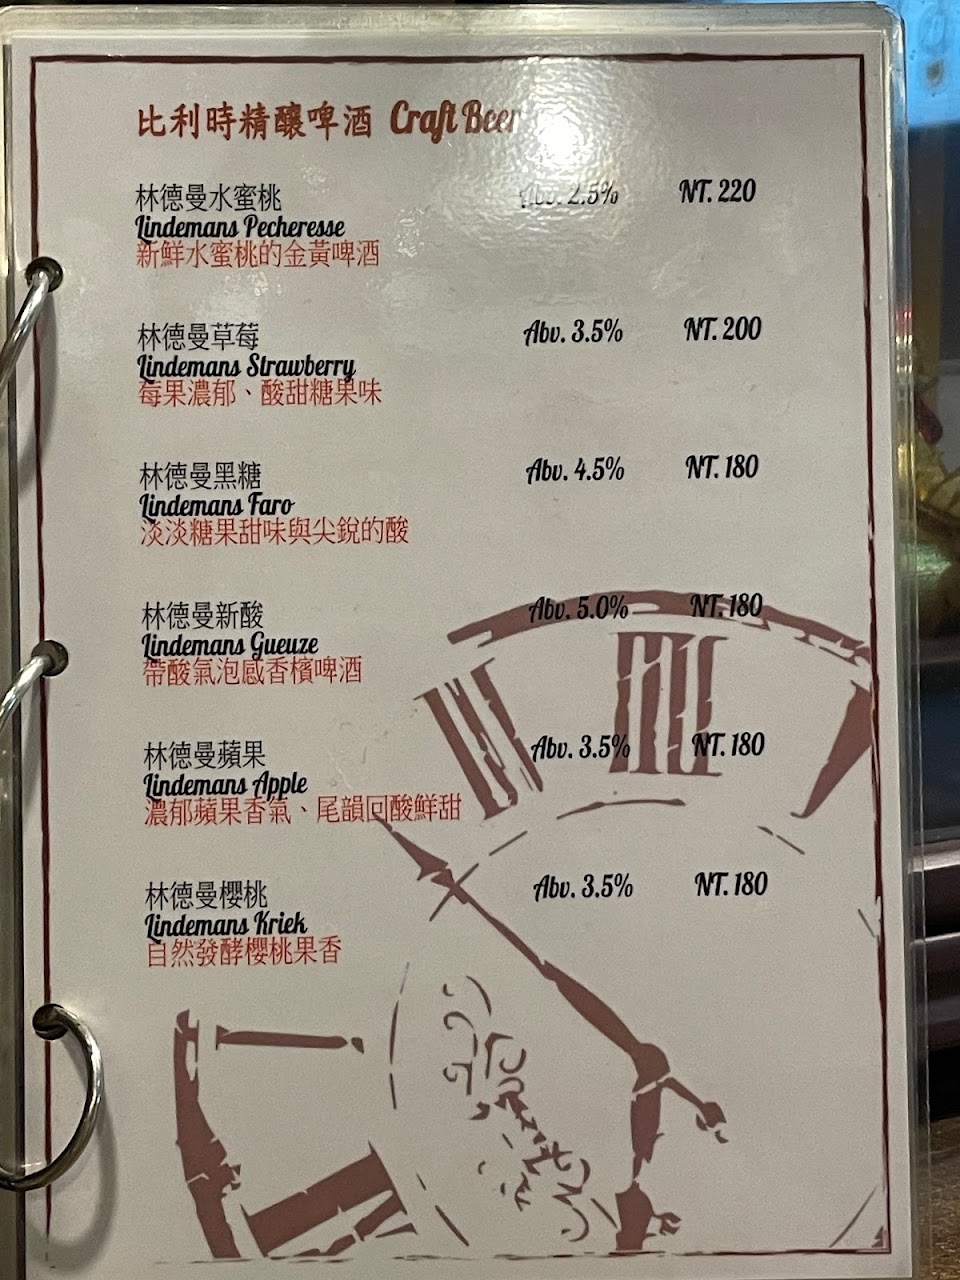 比利時精釀啤酒 Craft Beer
林德曼水蜜桃 Abv. 2.5% NT. 220
Lindemans Pecheresse
新鮮水蜜桃的金黃啤酒
林德曼草莓 Abv. 3.5% NT. 200
Lindemans Strawberry
莓果濃郁、酸甜糖果味
林德曼黑糖 Abv. 4.5% NT. 180
Lindemans Faro
淡淡糖果甜味與尖銳的酸
林德曼新酸 Abv. 5.0% NT. 180
Lindemans Gueuze
帶酸氣泡感香檳啤酒
林德曼蘋果 Abv. 3.5% NT. 180
Lindemans Apple
濃郁蘋果香氣、尾韻回酸鮮甜
林德曼櫻桃 Abv. 3.5% NT. 180
Lindemans Kriek
自然發酵櫻桃果香